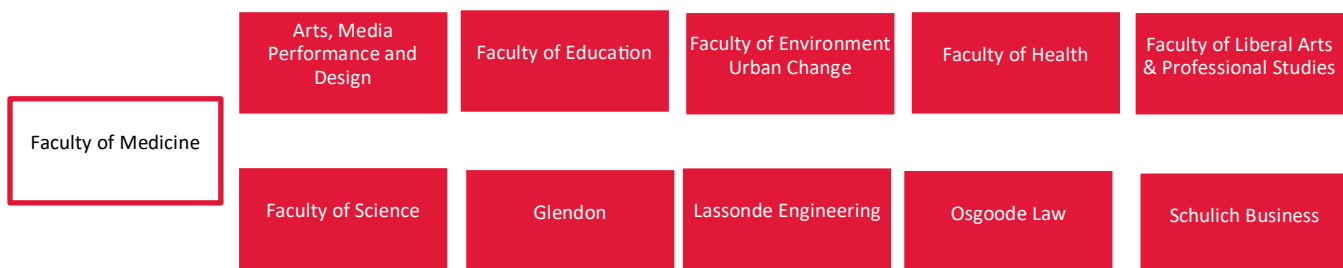 Arts, Media
Performance and
Design
Faculty of Education
Faculty of Environment
Urban Change
Faculty of Health
Faculty of Liberal Arts
& Professional Studies
Faculty of Medicine
Faculty of Science
Glendon
Lassonde Engineering
Osgoode Law
Schulich Business